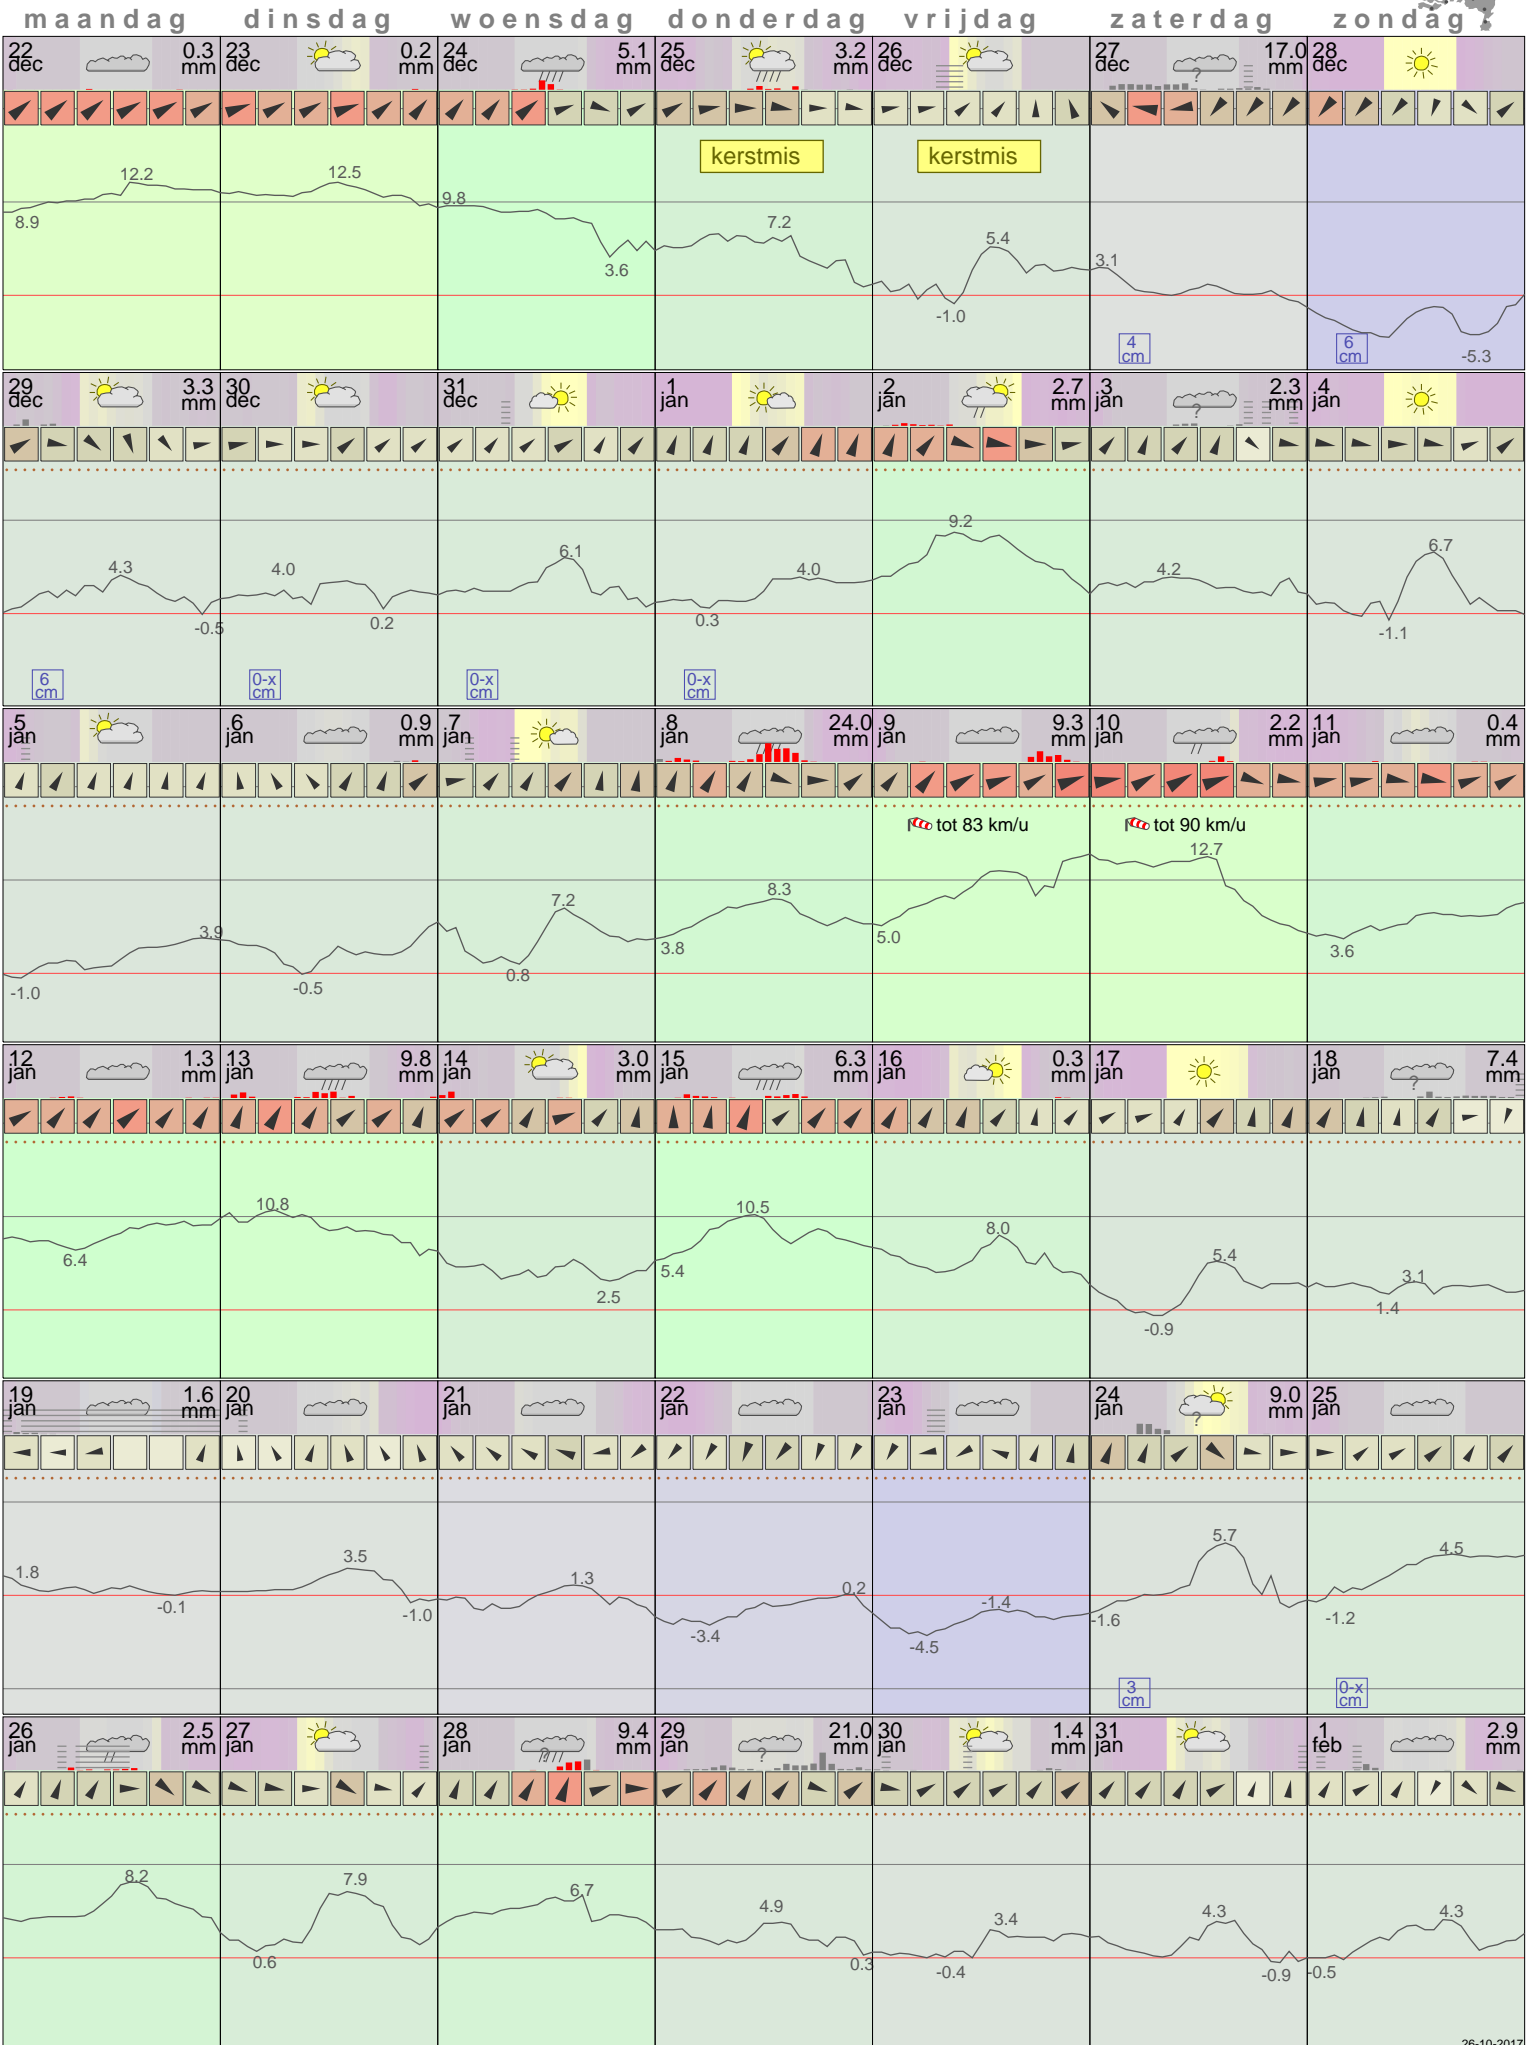 maandag dinsdag woensdag donderdag vrijdag zaterdag zondag
22 dec 0.3 mm 23 dec 0.2 mm 24 dec 5.1 mm 25 dec 3.2 mm 26 dec 27 dec ? 17.0 mm 28 dec
kerstmis kerstmis
12.2 12.5
8.9 9.8 7.2 5.4 3.1
3.6 -1.0 -5.3
4 cm 6 cm
29 dec 3.3 mm 30 dec 31 dec 1 jan 2 jan 2.7 mm 3 jan ? 2.3 mm 4 jan
4.3 4.0 6.1 4.0 9.2 4.2 6.7
-0.5 0.2 0.3 -1.1
6 cm 0-x cm 0-x cm 0-x cm
5 jan 6 jan 0.9 mm 7 jan 8 jan 24.0 mm 9 jan 9.3 mm 10 jan 2.2 mm 11 jan 0.4 mm
tot 83 km/u tot 90 km/u
3.9 7.2 8.3 12.7
-1.0 -0.5 0.8 3.8 5.0 3.6
12 jan 1.3 mm 13 jan 9.8 mm 14 jan 3.0 mm 15 jan 6.3 mm 16 jan 0.3 mm 17 jan 18 jan ? 7.4 mm
10.8 10.5 8.0 5.4 3.1
6.4 2.5 5.4 -0.9 1.4
19 jan 1.6 mm 20 jan 21 jan 22 jan 23 jan 24 jan ? 9.0 mm 25 jan
1.8 3.5 1.3 0.2 -1.4 5.7 4.5
-0.1 -1.0 -3.4 -4.5 -1.6 -1.2
3 cm 0-x cm
26 jan 2.5 mm 27 jan 28 jan ? 9.4 mm 29 jan ? 21.0 mm 30 jan 1.4 mm 31 jan 1 feb 2.9 mm
8.2 7.9 6.7 4.9 3.4 4.3 4.3
0.6 0.3 -0.4 -0.9 -0.5
26-10-2017